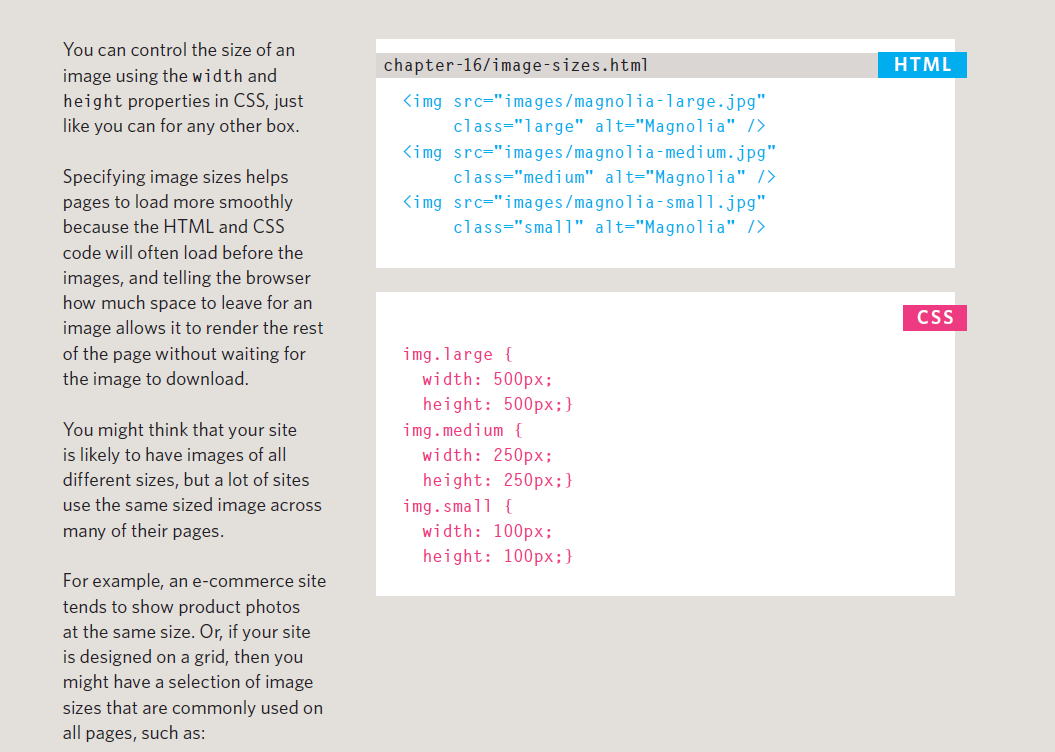 You can control the size of an
image using the width and
height properties in CSS, just
like you can for any other box.
Specifying image sizes helps
pages to load more smoothly
because the HTML and CSS
code will often load before the
images, and telling the browser
how much space to leave for an
image allows it to render the rest
of the page without waiting for
the image to download.
You might think that your site
is likely to have images of all
different sizes, but a lot of sites
use the same sized image across
many of their pages.
For example, an e-commerce site
tends to show product photos
at the same size. Or, if your site
is designed on a grid, then you
might have a selection of image
sizes that are commonly used on
all pages, such as:
chapter-16/image-sizes.html HTML
<img src="images/magnolia-large.jpg"
class="large" alt="Magnolia" />
<img src="images/magnolia-medium.jpg"
class="medium" alt="Magnolia" />
<img src="images/magnolia-small.jpg"
class="small" alt="Magnolia" />
CSS
img.large {
width: 500px;
height: 500px;}
img.medium {
width: 250px;
height: 250px;}
img.small {
width: 100px;
height: 100px;}